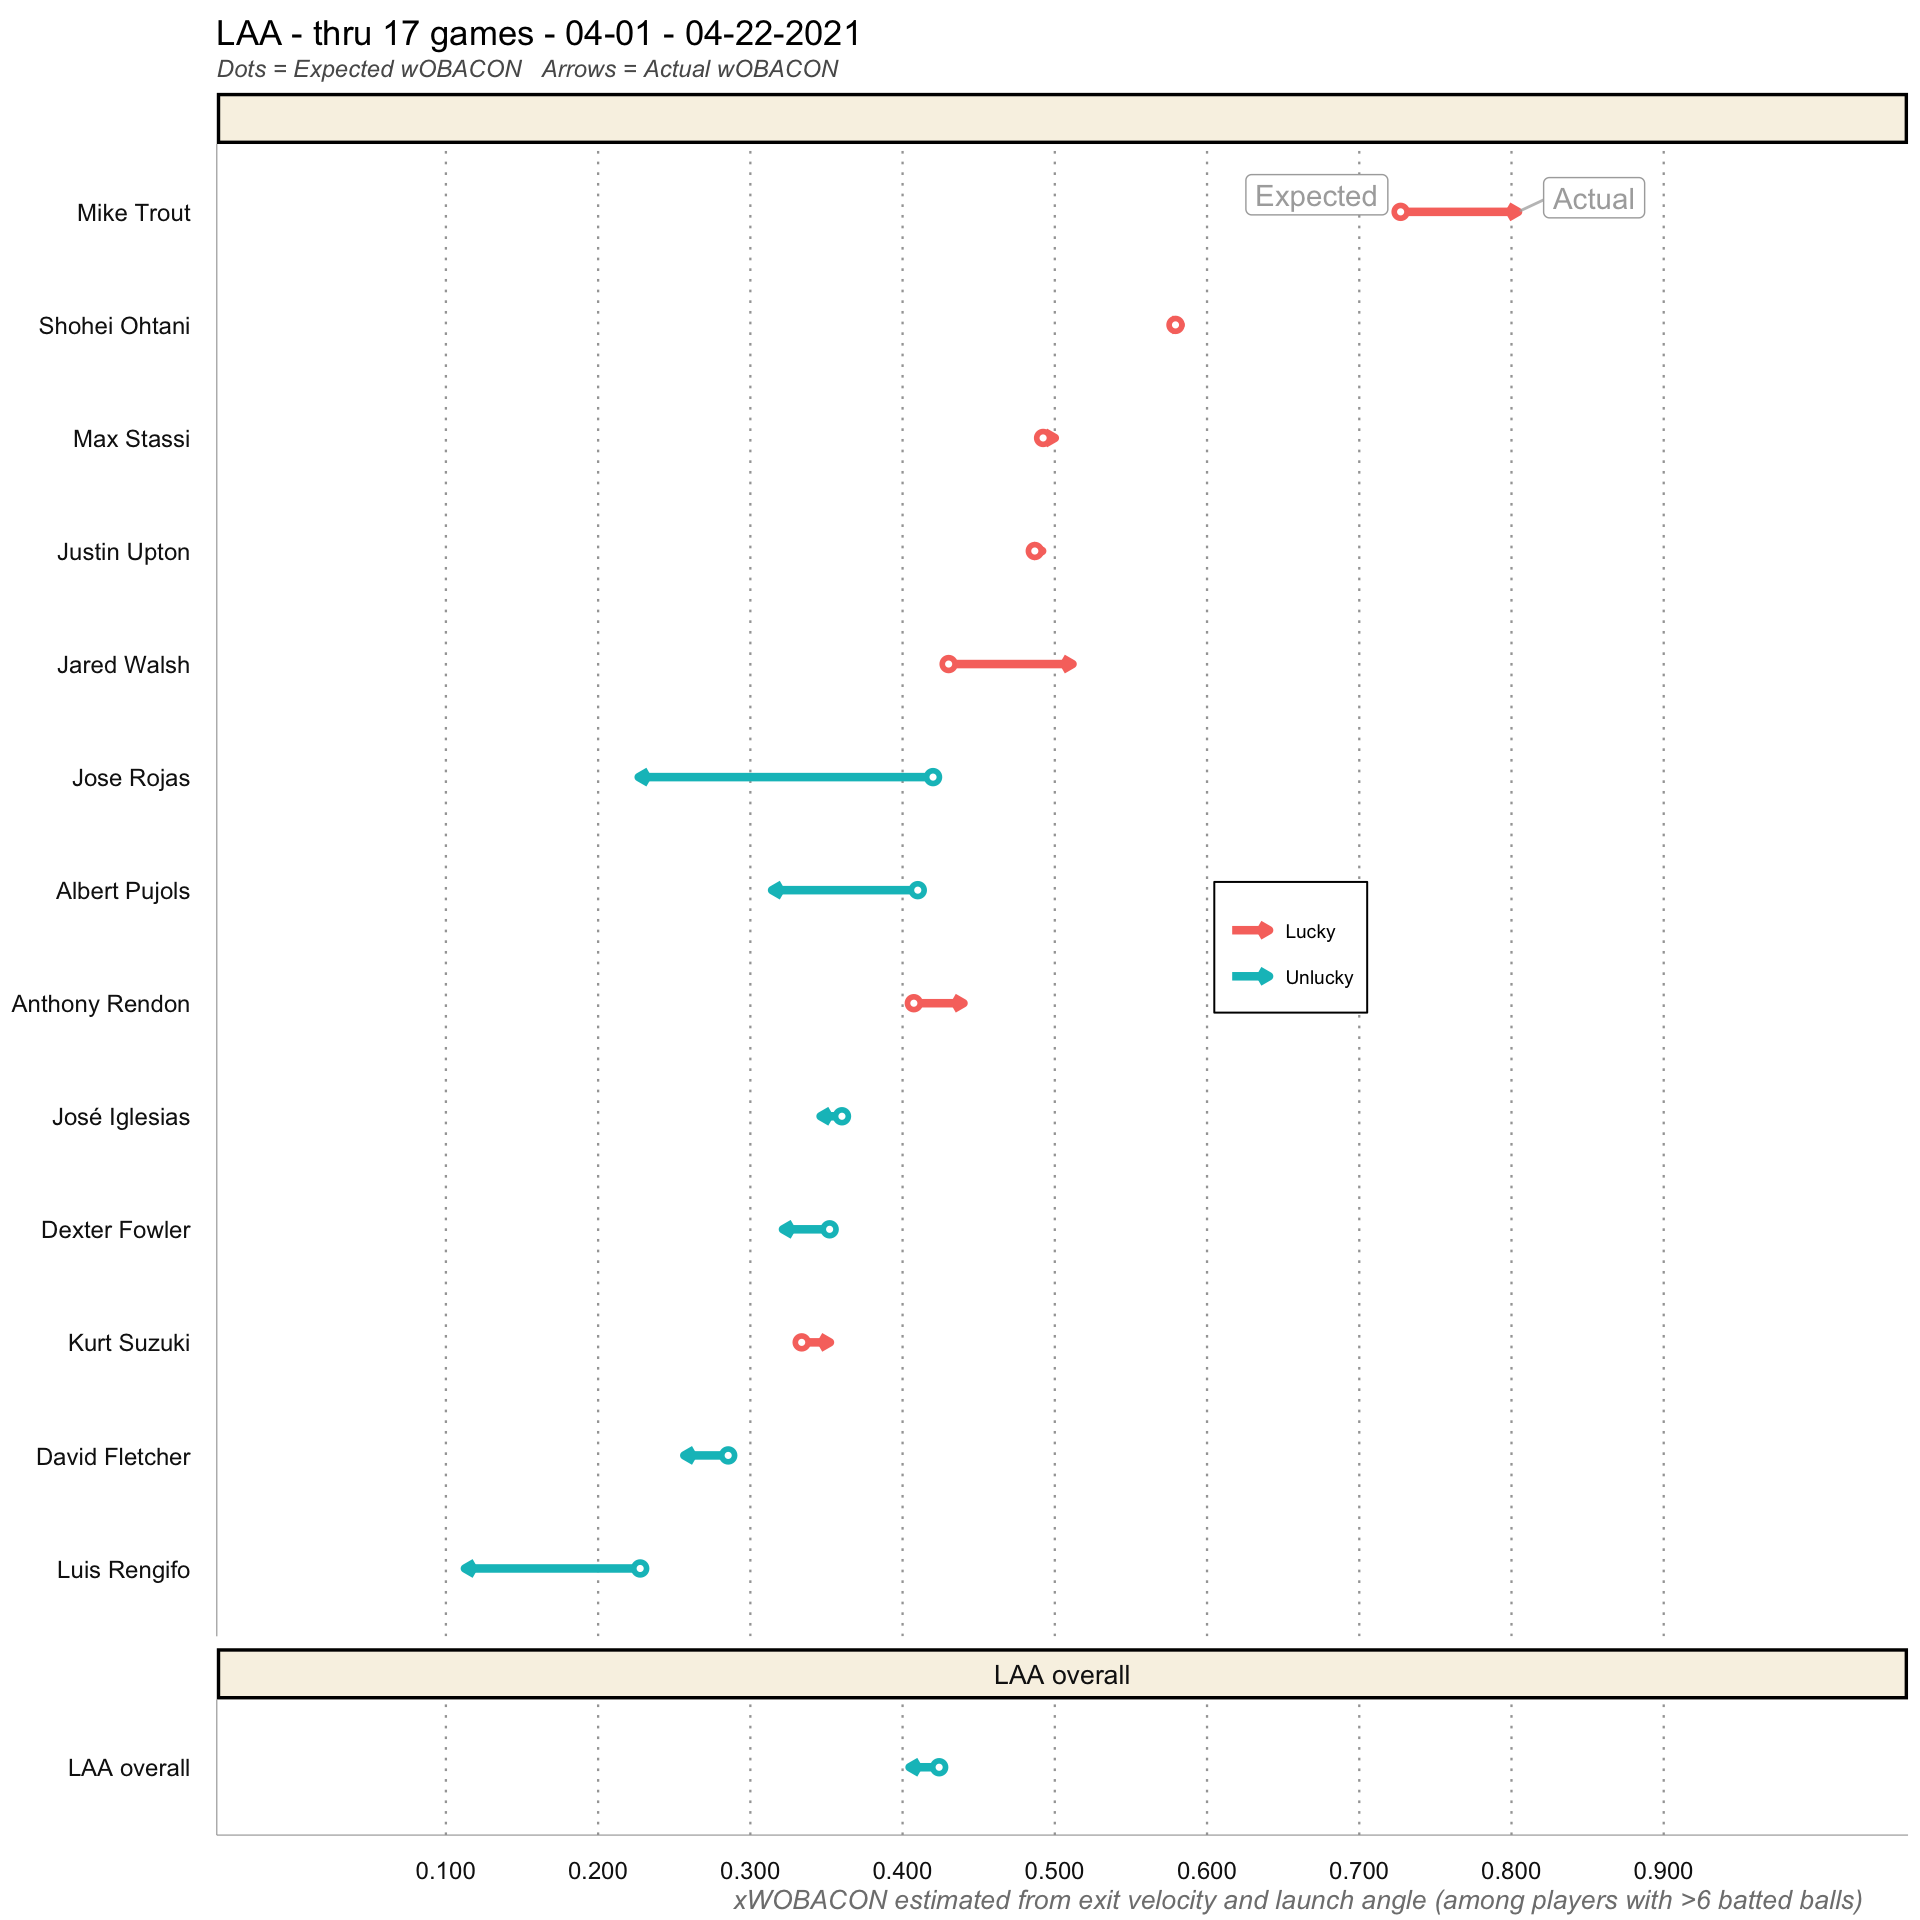 LAA - thru 17 games - 04-01 - 04-22-2021
Dots = Expected wOBACON   Arrows = Actual wOBACON
Mike Trout
Expected
Actual
Shohei Ohtani
Max Stassi
Justin Upton
Jared Walsh
Jose Rojas
Albert Pujols
Lucky
Unlucky
Anthony Rendon
José Iglesias
Dexter Fowler
Kurt Suzuki
David Fletcher
Luis Rengifo
LAA overall
LAA overall
0.100 0.200 0.300 0.400 0.500 0.600 0.700 0.800 0.900
xWOBACON estimated from exit velocity and launch angle (among players with >6 batted balls)